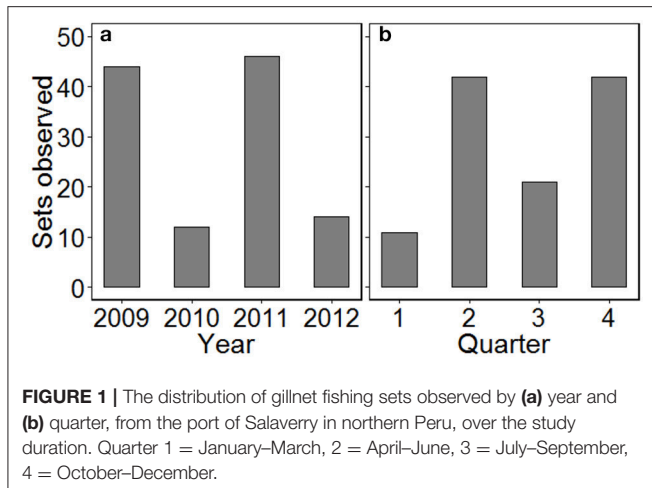 a
b
50
40
30
20
10
0
Sets observed
2009 2010 2011 2012
Year
1 2 3 4
Quarter
FIGURE 1 | The distribution of gillnet fishing sets observed by (a) year and
(b) quarter, from the port of Salaverry in northern Peru, over the study
duration. Quarter 1 = January–March, 2 = April–June, 3 = July–September,
4 = October–December.